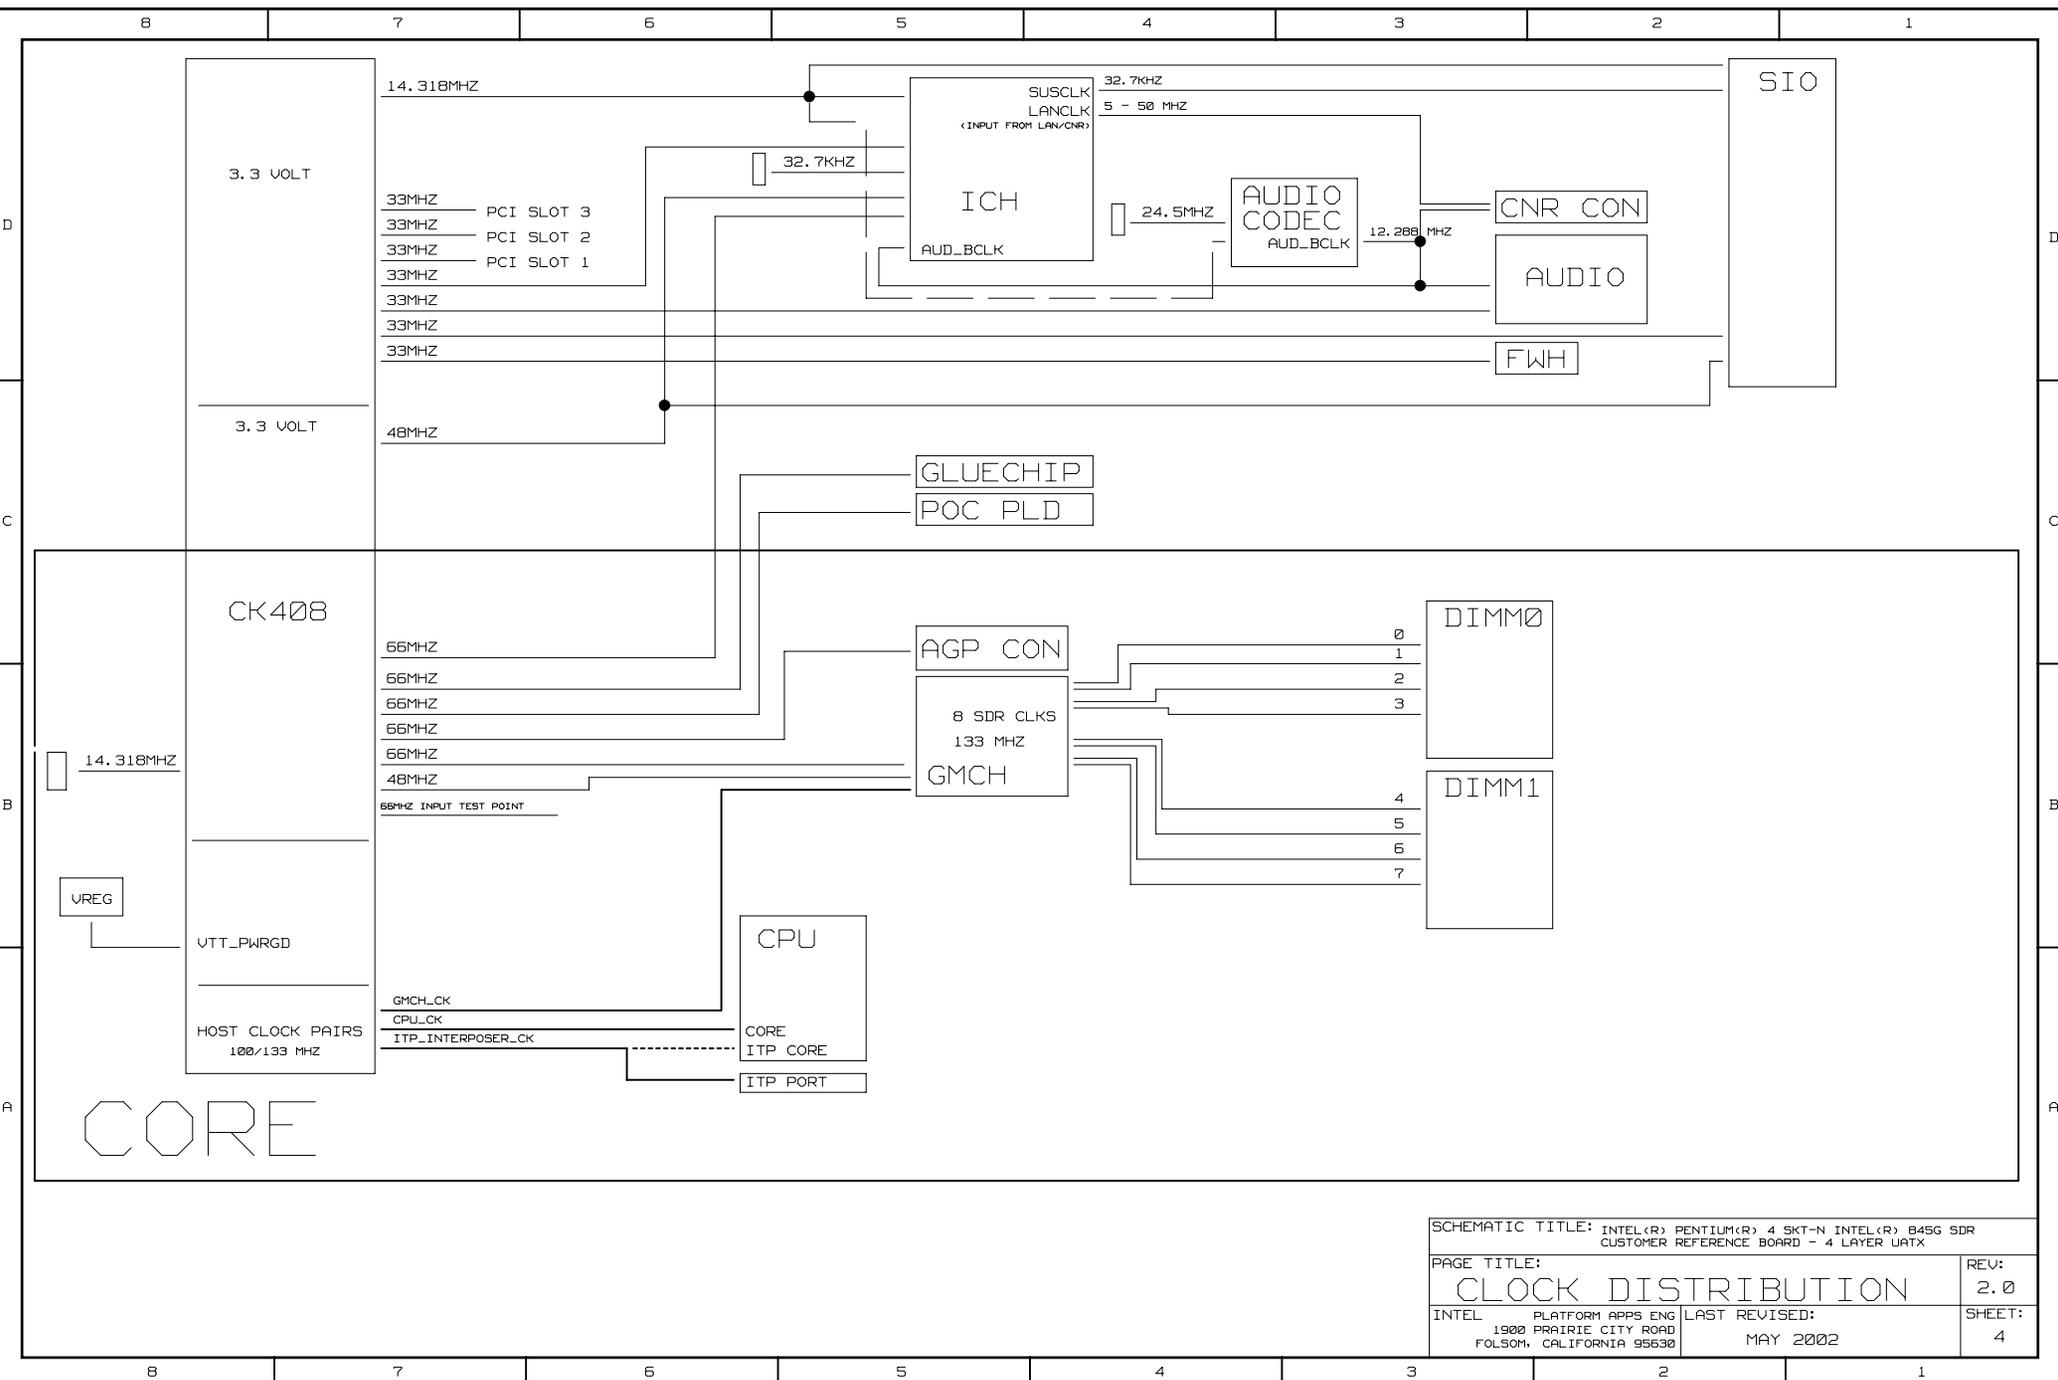 8 7 6 5 4 3 2 1
14.318MHZ
SUSCLK
32.7KHZ
SIO
LANCLK
5 - 50 MHZ
(INPUT FROM LAN/CNR)
32.7KHZ
3.3 VOLT
ICH
AUDIO
CODEC
AUD_BCLK
24.5MHZ
12.288 MHZ
CNR CON
33MHZ
PCI SLOT 3
33MHZ
PCI SLOT 2
33MHZ
PCI SLOT 1
D
D
AUD_BCLK
AUDIO
33MHZ
33MHZ
33MHZ
33MHZ
FWH
3.3 VOLT
48MHZ
GLUECHIP
POC PLD
C
C
CK408
66MHZ
66MHZ
66MHZ
66MHZ
66MHZ
48MHZ
66MHZ INPUT TEST POINT
AGP CON
8 SDR CLKS
133 MHZ
GMCH
DIMM0
0
1
2
3
14.318MHZ
DIMM1
4
5
6
7
B
B
VREG
VTT_PWRGD
CPU
GMCH_CK
CPU_CK
ITP_INTERPOSER_CK
HOST CLOCK PAIRS
100/133 MHZ
CORE
ITP CORE
ITP PORT
A
A
CORE
SCHEMATIC TITLE: INTEL(R) PENTIUM(R) 4 SKT-N INTEL(R) 845G SDR
CUSTOMER REFERENCE BOARD - 4 LAYER UATX
PAGE TITLE:
CLOCK DISTRIBUTION
REV:
2.0
INTEL PLATFORM APPS ENG
1900 PRAIRIE CITY ROAD
FOLSOM, CALIFORNIA 95630
LAST REVISED:
MAY 2002
SHEET:
4
8 7 6 5 4 3 2 1